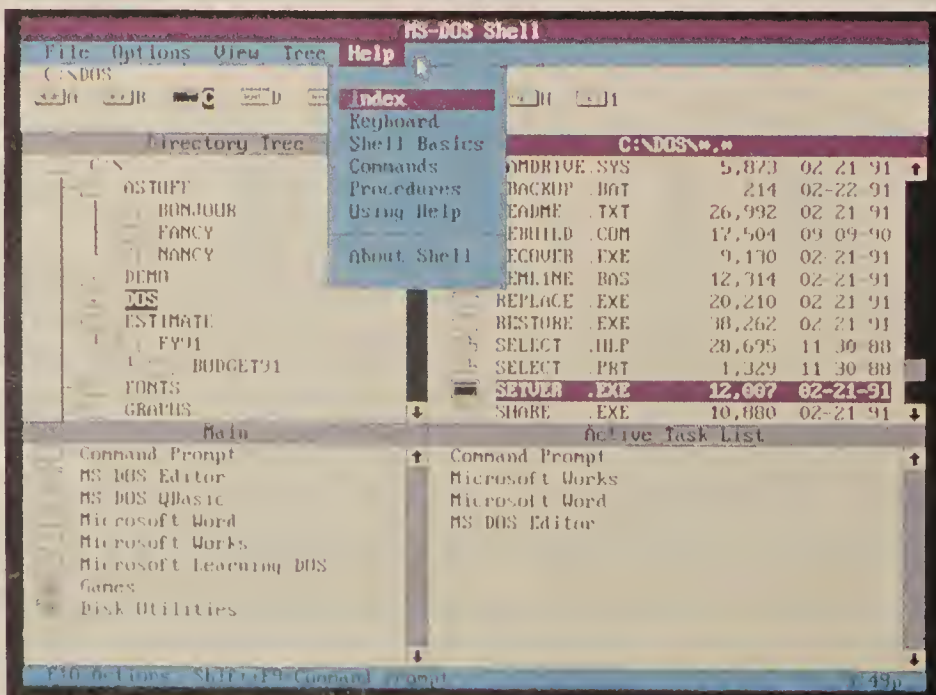 MS-DOS Shell
File Options View Tree Help
C:\DOS
A B C D H I
Index
Keyboard
Shell Basics
Commands
Procedures
Using Help
About Shell
Directory Tree
C:\
ASTUFF
BONJOUR
FANCY
NANCY
DEMO
DOS
ESTIMATE
FY91
BUDGET91
FONTS
GRAPHS
C:\DOS\*.*
AMDRIVE.SYS 5,873 02-21-91
BACKUP .BAT 214 02-22-91
EADME .TXT 26,992 02-21-91
EBUILD .COM 17,504 09-09-90
ECOVER .EXE 9,130 02-21-91
EMLINE .BAS 12,314 02-21-91
REPLACE .EXE 20,210 02-21-91
RESTORE .EXE 38,262 02-21-91
SELECT .HLP 28,695 11-30-88
SELECT .PRT 1,329 11-30-88
SETVER .EXE 12,007 02-21-91
SHARE .EXE 10,880 02-21-91
Main
Command Prompt
MS-DOS Editor
MS-DOS QBasic
Microsoft Word
Microsoft Works
Microsoft Learning DOS
Games
Disk Utilities
Active Task List
Command Prompt
Microsoft Works
Microsoft Word
MS-DOS Editor
F10=Actions Shift+F9=Command Prompt